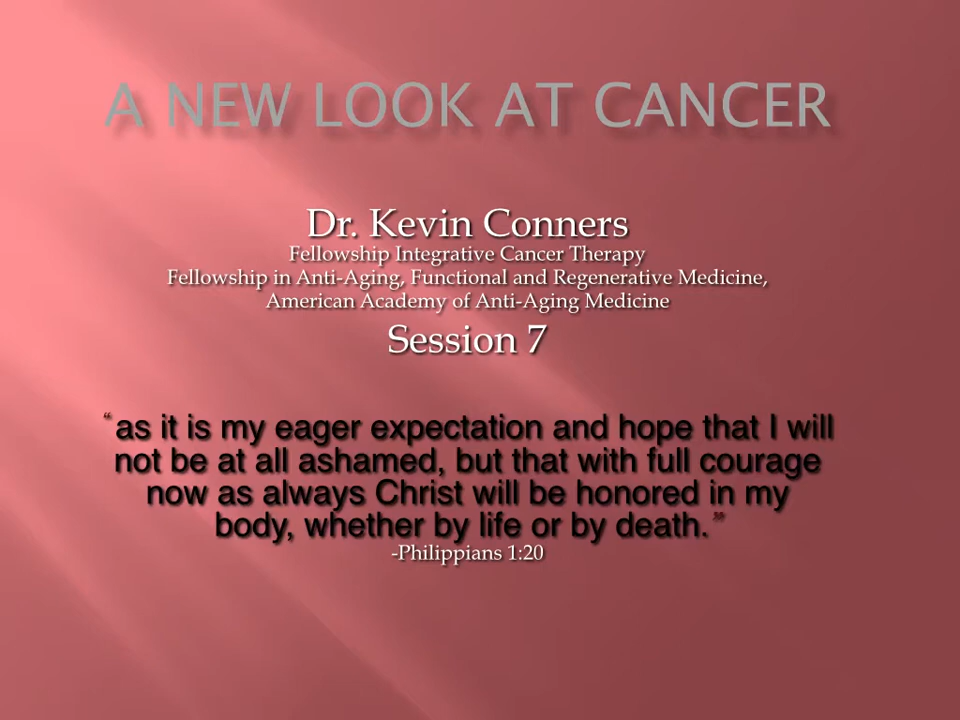 A NEW LOOK AT CANCER
Dr. Kevin Conners
Fellowship Integrative Cancer Therapy
Fellowship in Anti-Aging, Functional and Regenerative Medicine,
American Academy of Anti-Aging Medicine
Session 7
“as it is my eager expectation and hope that I will
not be at all ashamed, but that with full courage
now as always Christ will be honored in my
body, whether by life or by death.”
-Philippians 1:20